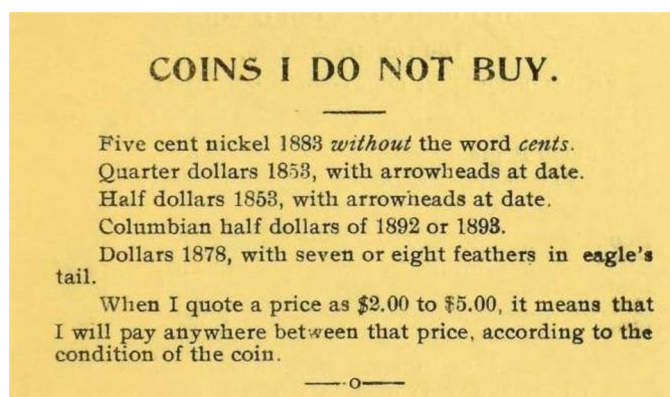 COINS I DO NOT BUY.
Five cent nickel 1883 without the word cents.
Quarter dollars 1853, with arrowheads at date.
Half dollars 1853, with arrowheads at date.
Columbian half dollars of 1892 or 1893.
Dollars 1878, with seven or eight feathers in eagle's
tail.
When I quote a price as $2.00 to $5.00, it means that
I will pay anywhere between that price, according to the
condition of the coin.